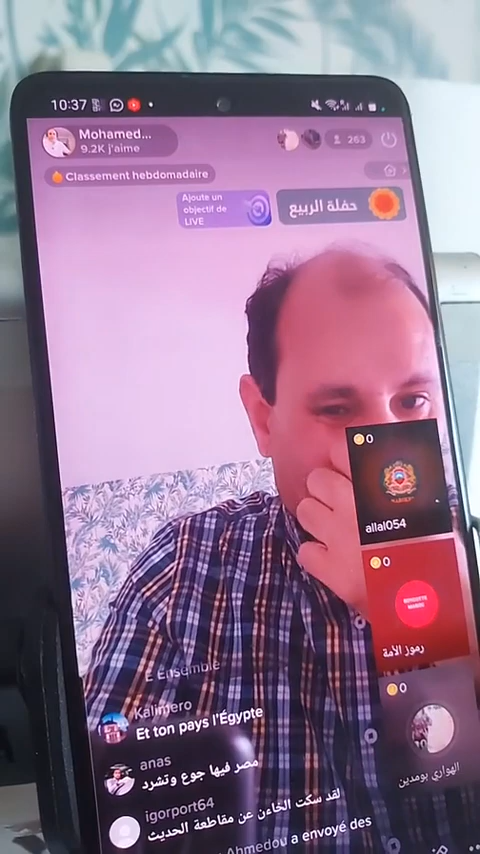 10:37
Mohamed...
9.2K j'aime
263
Classement hebdomadaire
Ajoute un
objectif de
LIVE
حفلة الربيع
0
allal054
0
رموز الأمة
0
الهواري بومدين
E Ensemble
Kalimero
Et ton pays l'Égypte
anas
مصر فيها جوع وتشرد
igorport64
لقد سكت الخاءن عن مقاطعة الحديث
Ahmedou a envoyé des